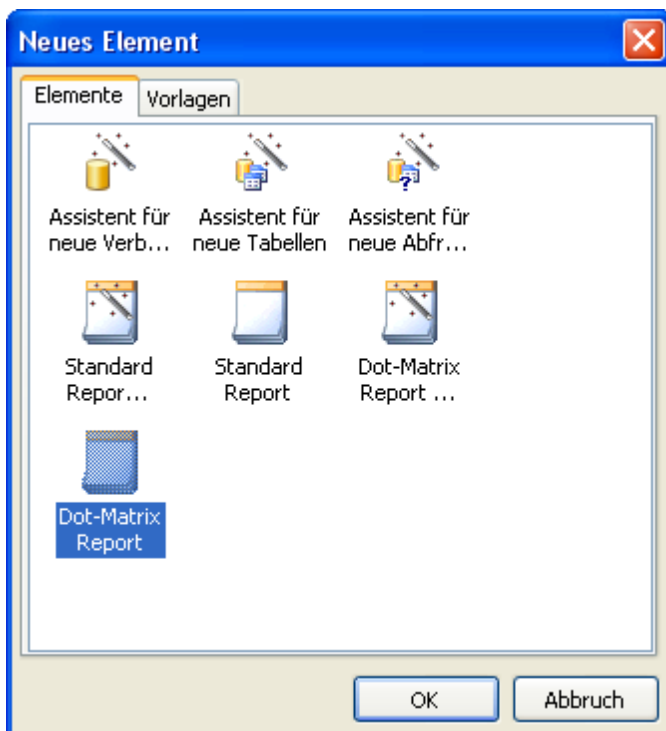 Neues Element
Elemente Vorlagen
Assistent für Assistent für Assistent für
neue Verb... neue Tabellen neue Abfr...
Standard Standard Dot-Matrix
Repor... Report Report ...
Dot-Matrix
Report
OK Abbruch